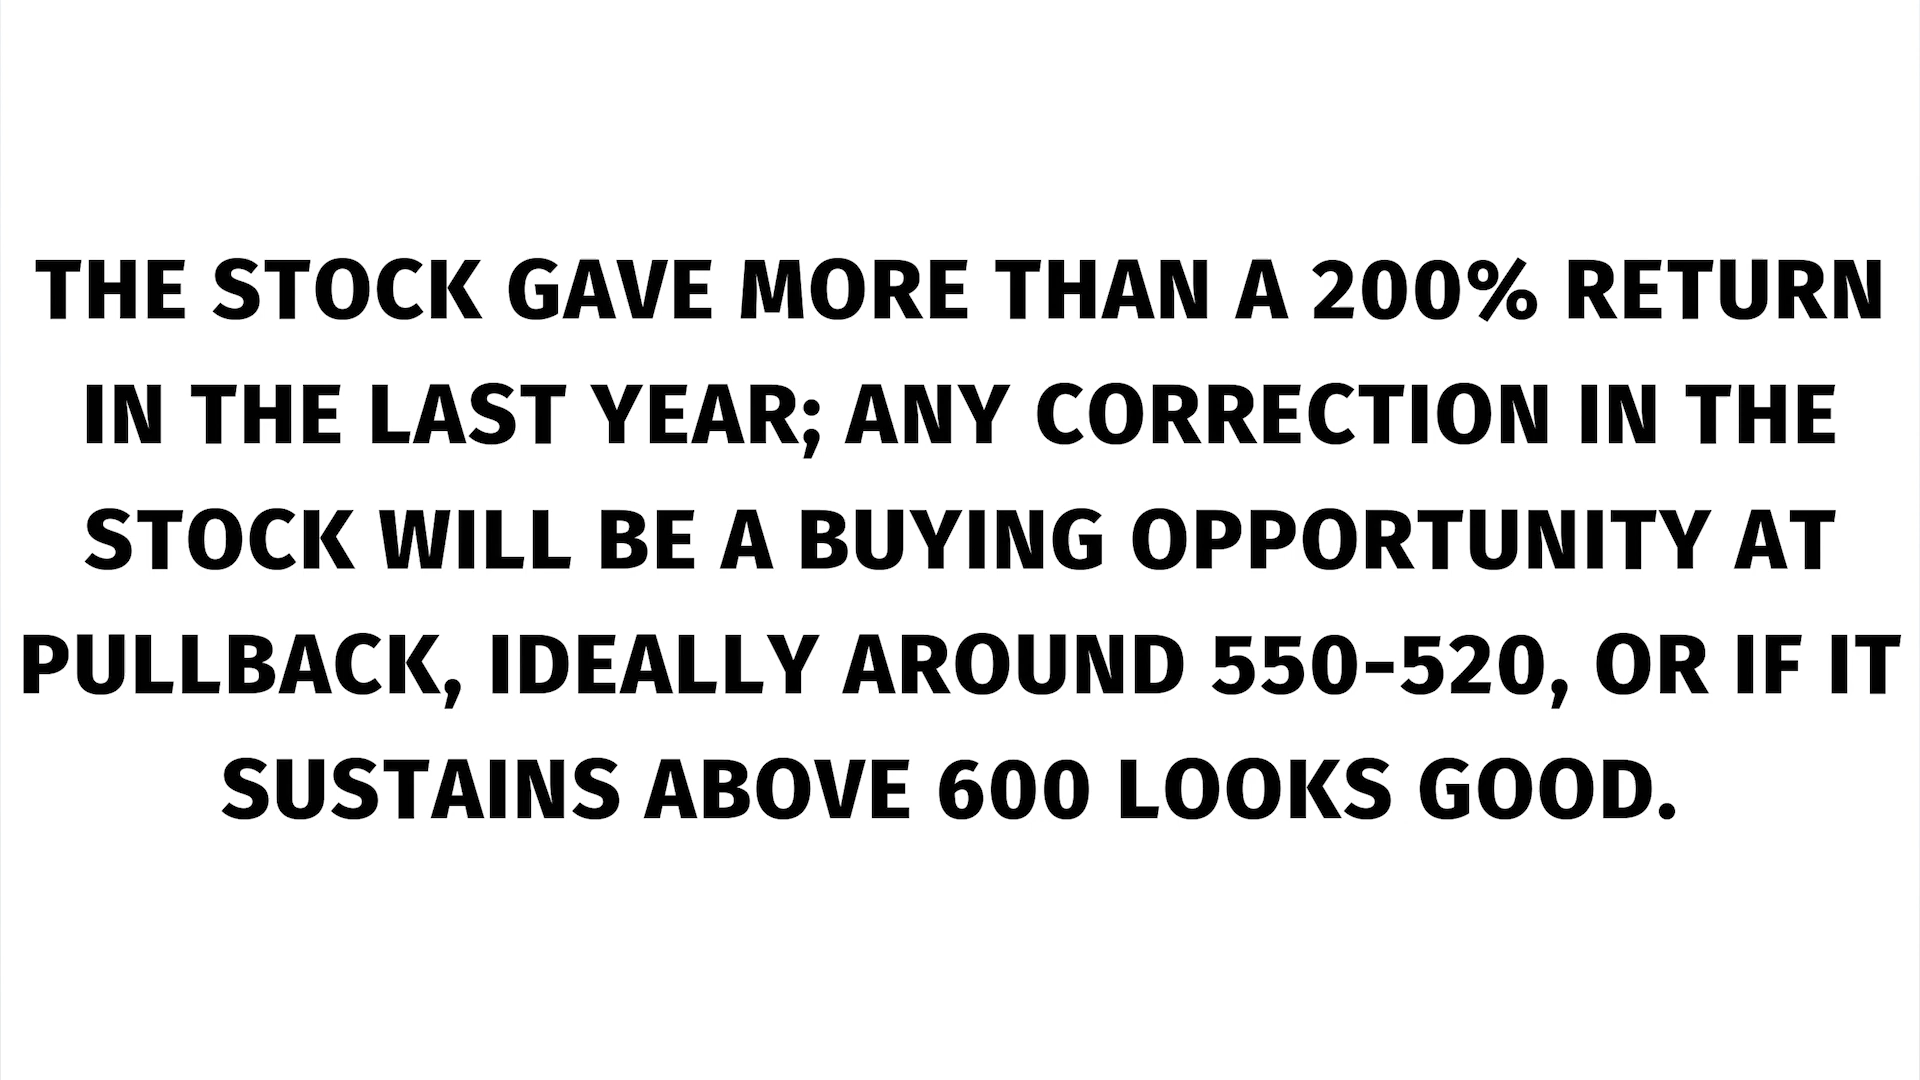 THE STOCK GAVE MORE THAN A 200% RETURN
IN THE LAST YEAR; ANY CORRECTION IN THE
STOCK WILL BE A BUYING OPPORTUNITY AT
PULLBACK, IDEALLY AROUND 550-520, OR IF IT
SUSTAINS ABOVE 600 LOOKS GOOD.